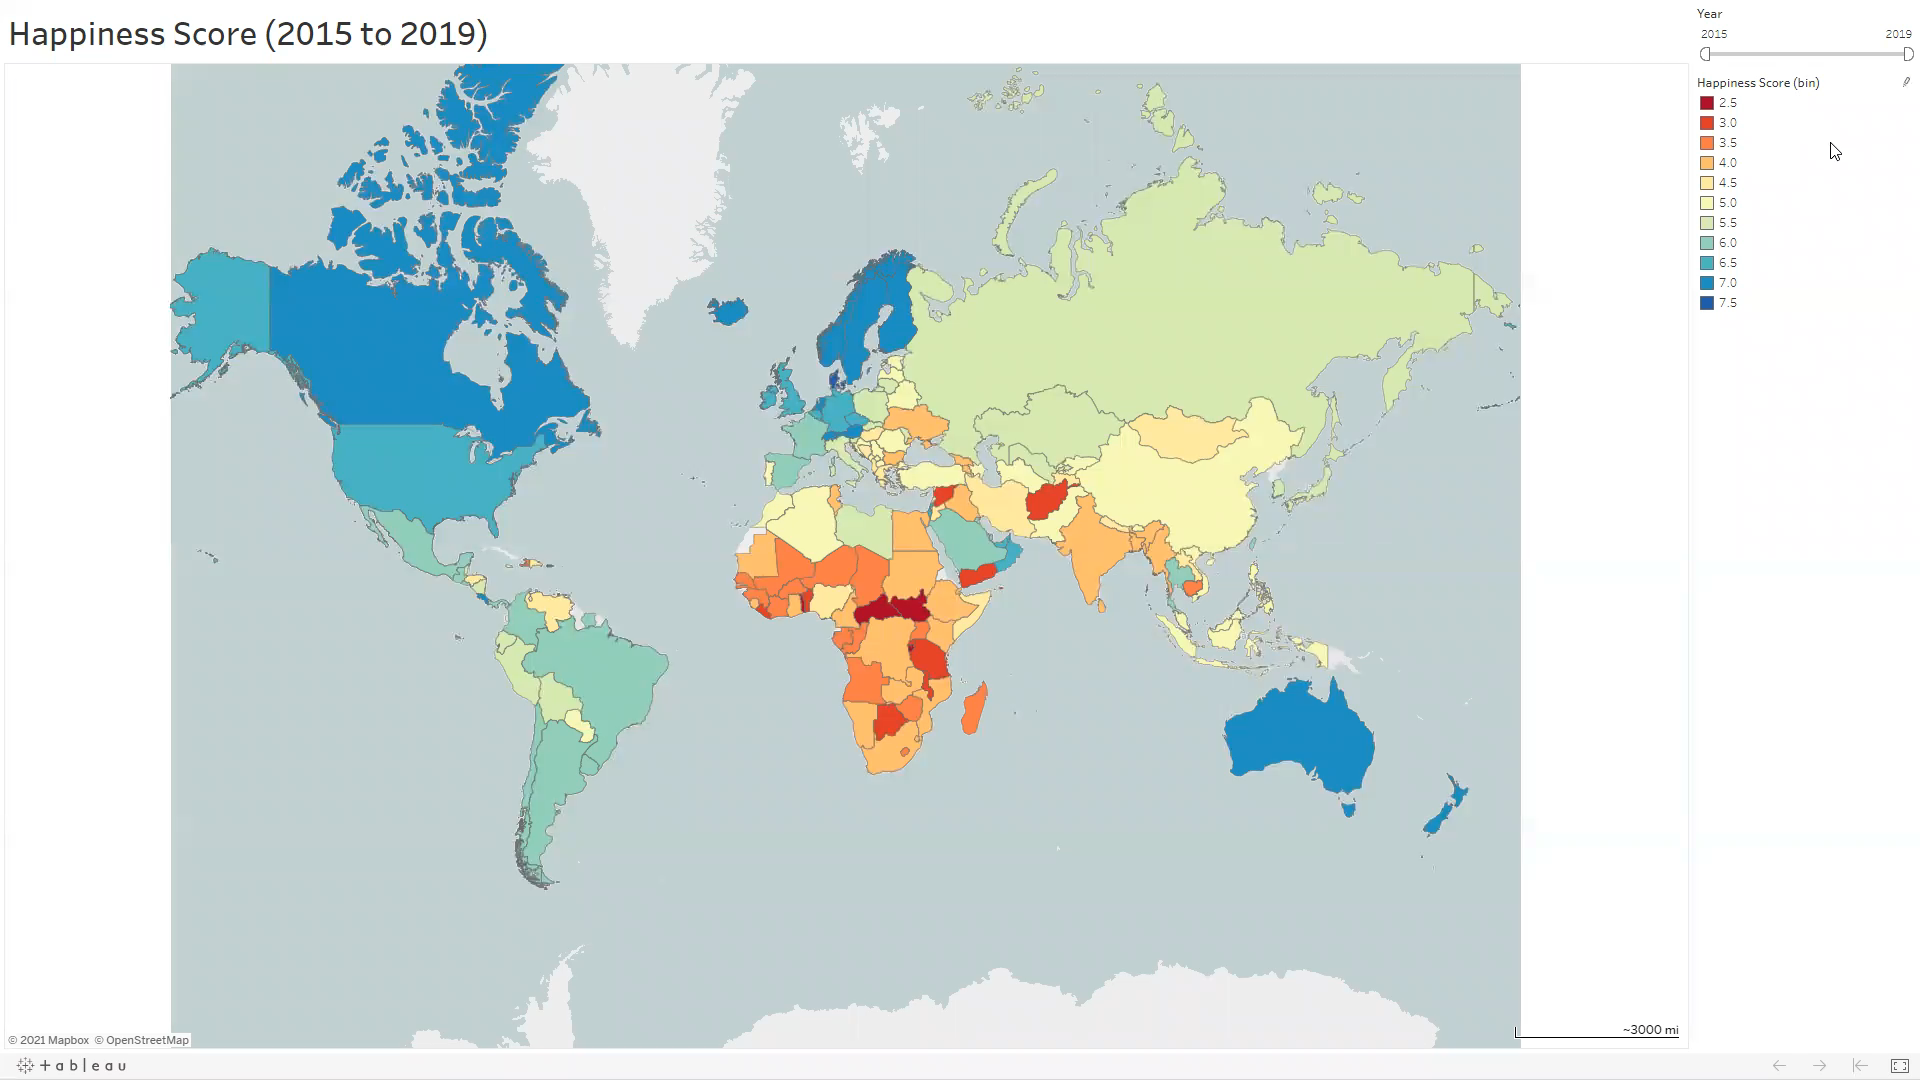 Happiness Score (2015 to 2019)
Year
2015 2019
Happiness Score (bin)
2.5
3.0
3.5
4.0
4.5
5.0
5.5
6.0
6.5
7.0
7.5
~3000 mi
© 2021 Mapbox © OpenStreetMap
+ableau